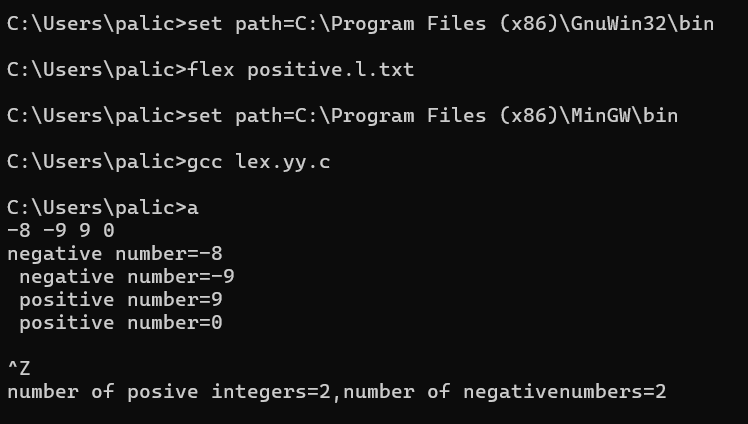 C:\Users\palic>set path=C:\Program Files (x86)\GnuWin32\bin
C:\Users\palic>flex positive.l.txt
C:\Users\palic>set path=C:\Program Files (x86)\MinGW\bin
C:\Users\palic>gcc lex.yy.c
C:\Users\palic>a
-8 -9 9 0
negative number=-8
 negative number=-9
 positive number=9
 positive number=0
^Z
number of posive integers=2,number of negativenumbers=2